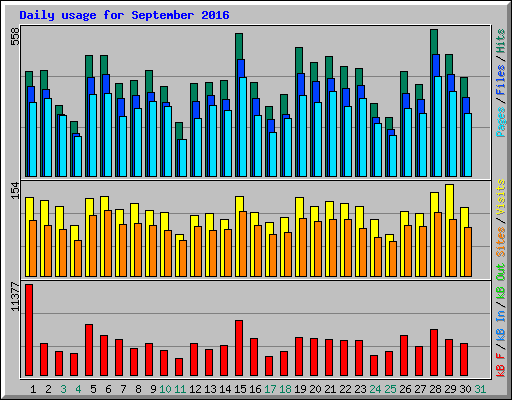 Daily usage for September 2016
558
Pages / Files / Hits
154
Sites / Visits
11377
kB F / kB In / kB Out
1 2 3 4 5 6 7 8 9 10 11 12 13 14 15 16 17 18 19 20 21 22 23 24 25 26 27 28 29 30 31